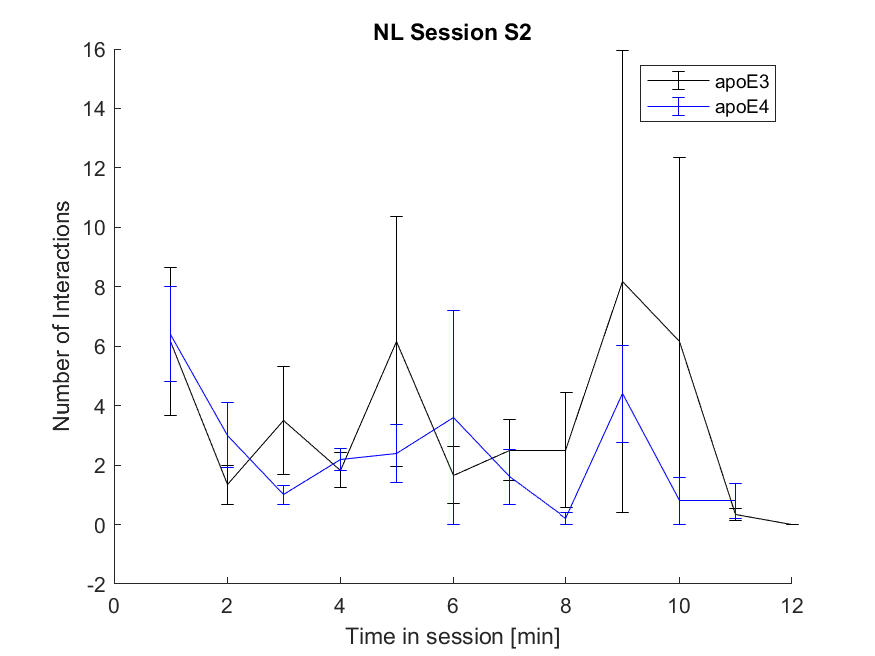 NL Session S2
apoE3
apoE4
16
14
12
10
8
6
4
2
0
-2
Number of Interactions
0 2 4 6 8 10 12
Time in session [min]